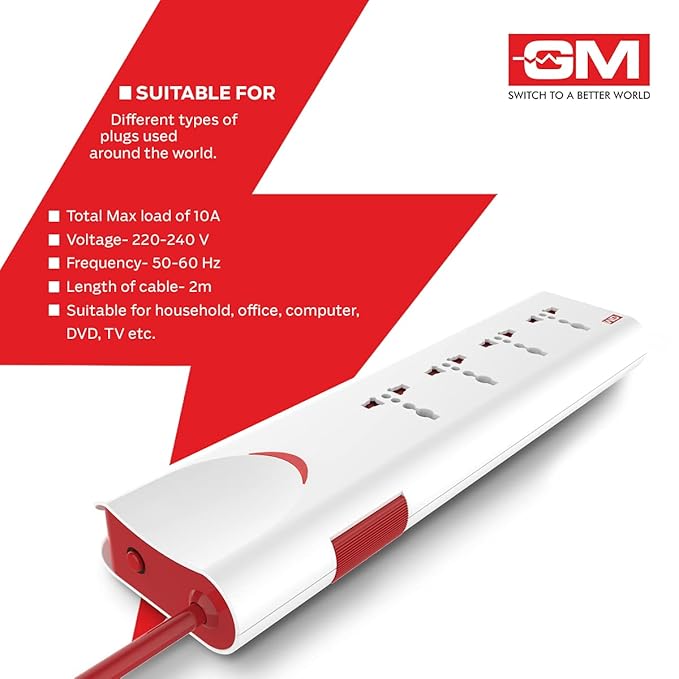 GM
SWITCH TO A BETTER WORLD
SUITABLE FOR
Different types of
plugs used
around the world.
Total Max load of 10A
Voltage- 220-240 V
Frequency- 50-60 Hz
Length of cable- 2m
Suitable for household, office, computer,
DVD, TV etc.